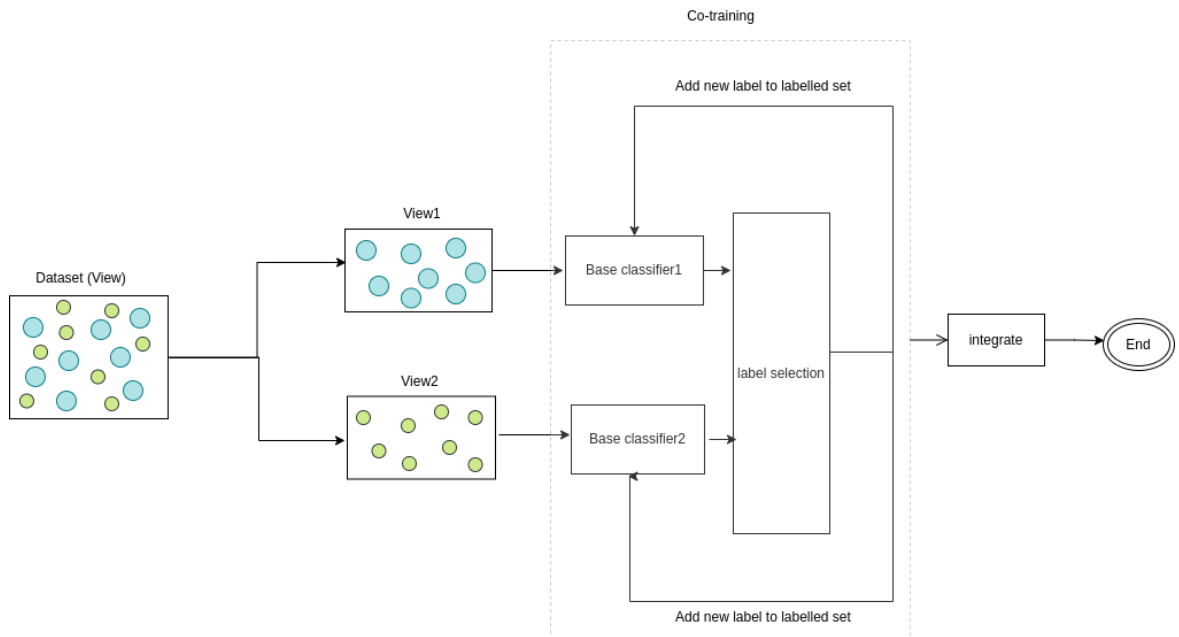 Co-training
Add new label to labelled set
View1
Dataset (View)
Base classifier1
label selection
integrate
End
View2
Base classifier2
Add new label to labelled set